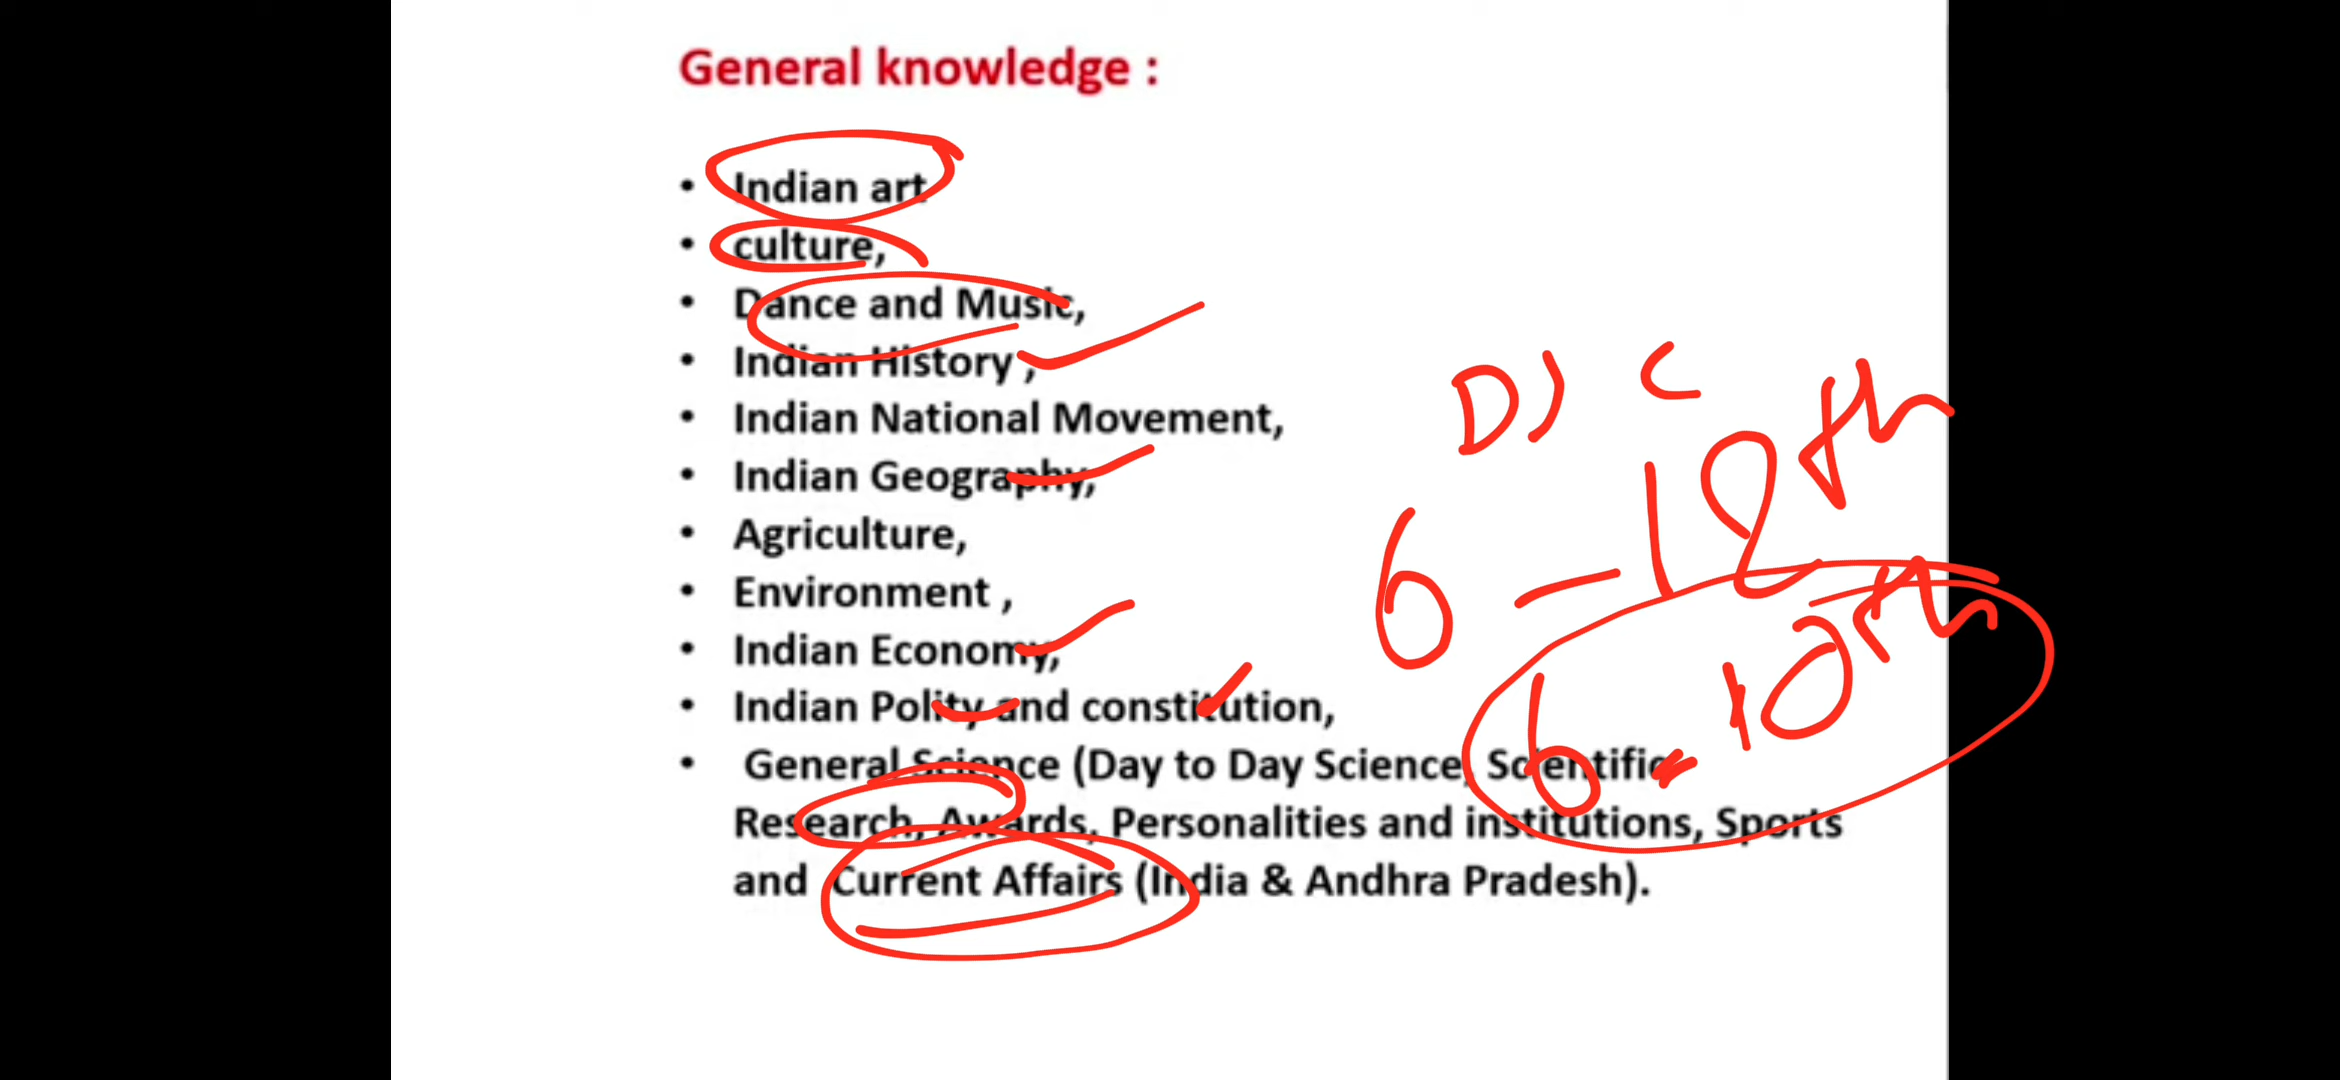 General knowledge :
• Indian art
• culture,
• Dance and Music,
• Indian History ,
• Indian National Movement,
• Indian Geography,
• Agriculture,
• Environment ,
• Indian Economy,
• Indian Polity and constitution,
• General Science (Day to Day Science, Scientific
Research, Awards, Personalities and institutions, Sports
and Current Affairs (India & Andhra Pradesh).
DSC
6 - 12th
6 - 10th